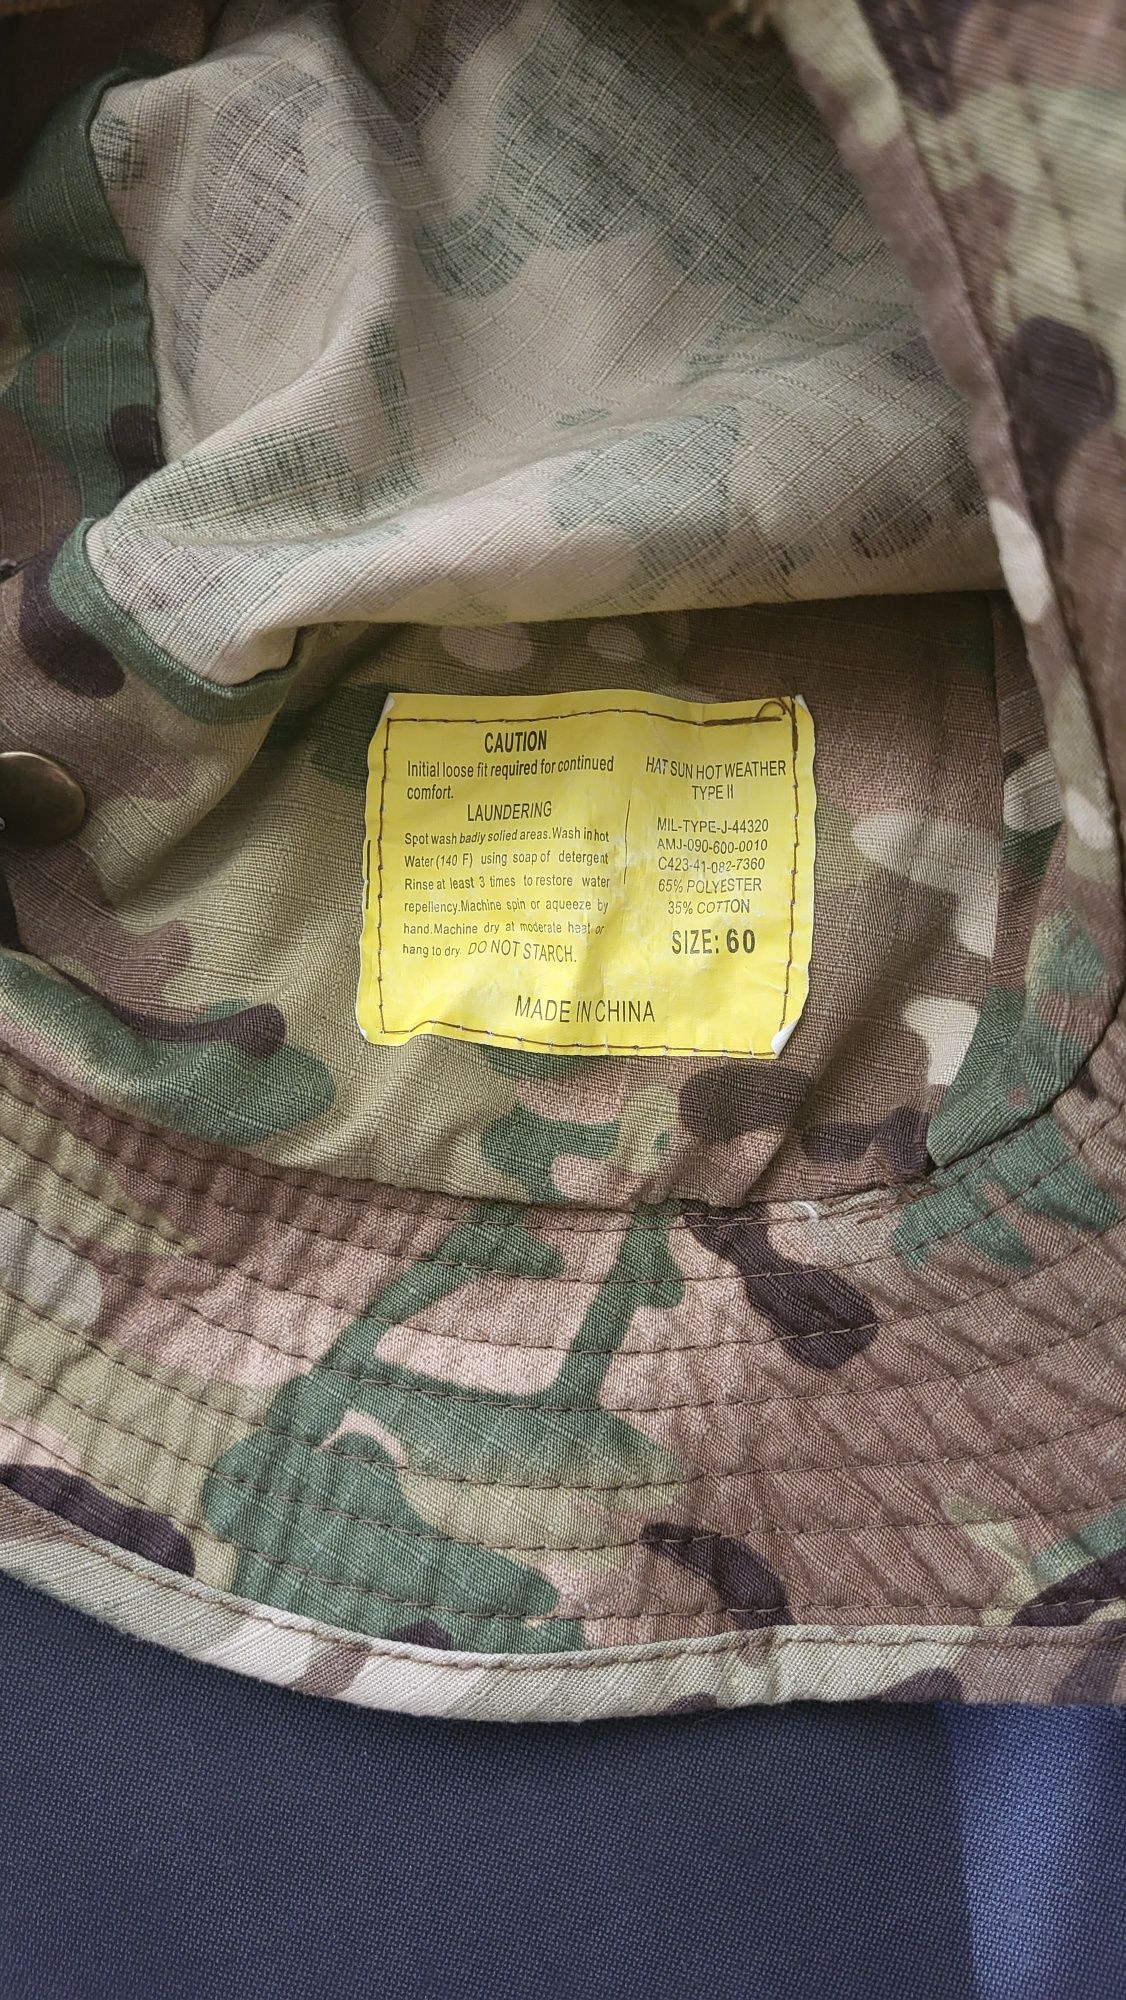 CAUTION
Initial loose fit required for continued
comfort.
LAUNDERING
Spot wash badly solied areas.Wash in hot
Water (140 F) using soap of detergent
Rinse at least 3 times to restore water
repellency.Machine spin or aqueeze by
hand.Machine dry at moderate heat or
hang to dry. DO NOT STARCH.
HAT SUN HOT WEATHER
TYPE II
MIL-TYPE-J-44320
AMJ-090-600-0010
C423-41-082-7360
65% POLYESTER
35% COTTON
SIZE: 60
MADE IN CHINA